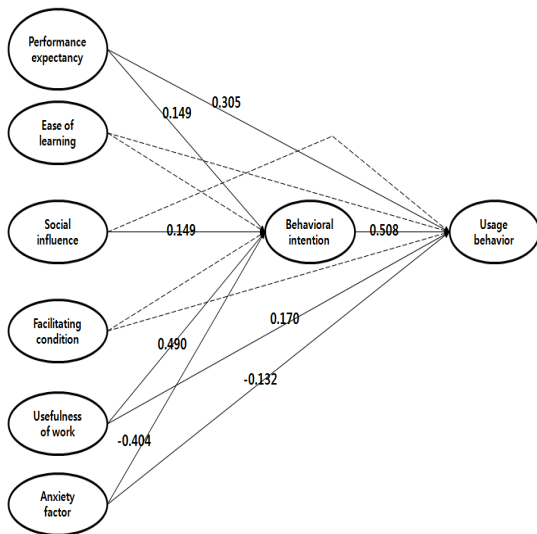 Performance
expectancy
0.305
0.149
Ease of
learning
Social
influence
0.149
Behavioral
intention
0.508
Usage
behavior
Facilitating
condition
0.170
0.490
-0.132
Usefulness
of work
-0.404
Anxiety
factor